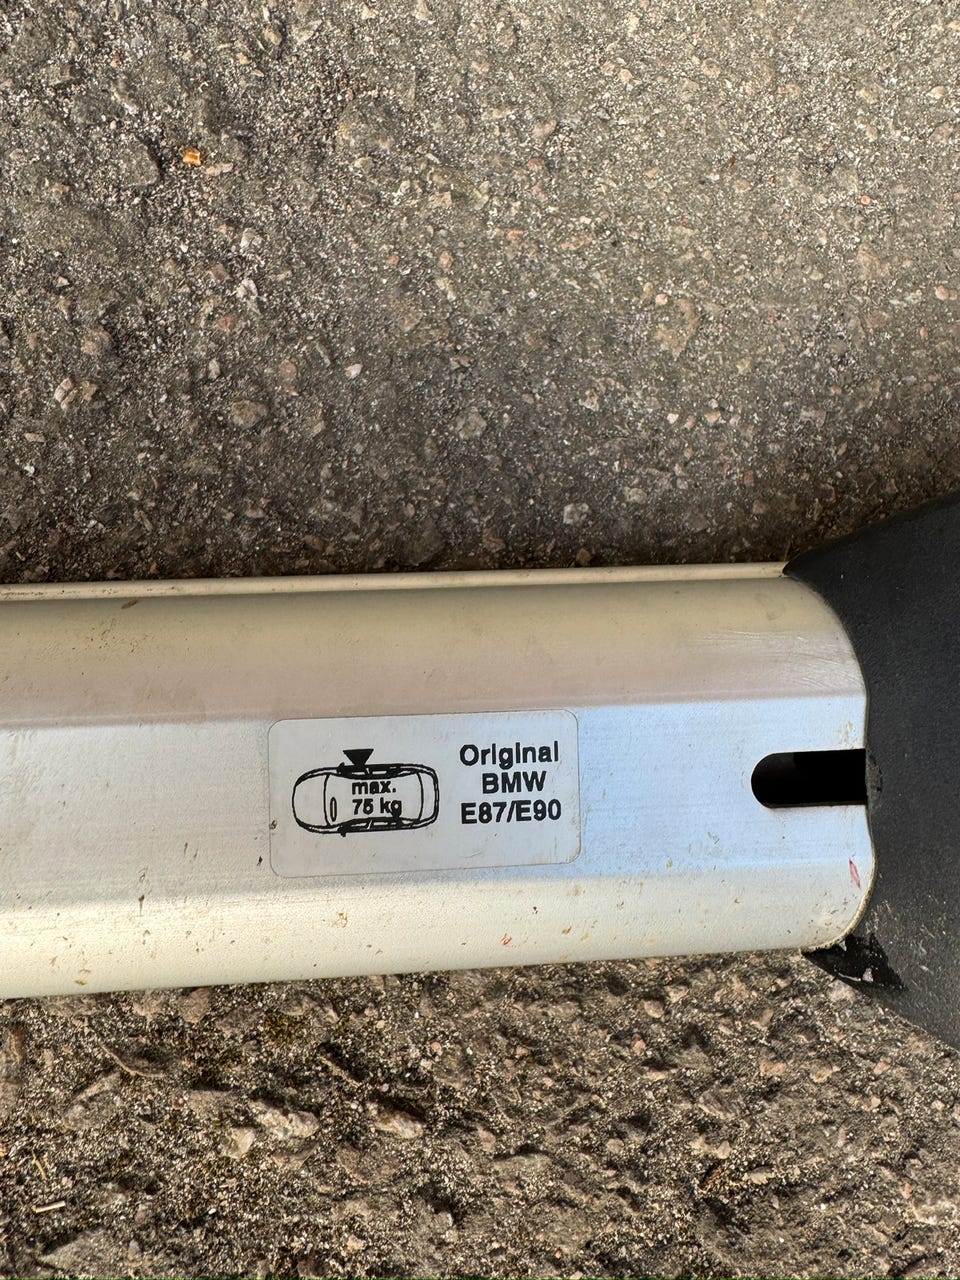 max.
75 kg
Original
BMW
E87/E90